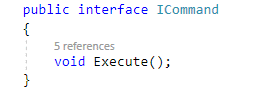 public interface ICommand
{
5 references
void Execute();
}